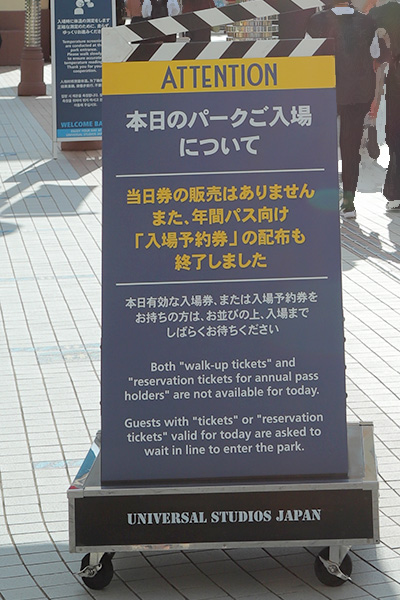 ATTENTION
本日のパークご入場
について
当日券の販売はありません
また、年間パス向け
「入場予約券」の配布も
終了しました
本日有効な入場券、または入場予約券を
お持ちの方は、お並びの上、入場まで
しばらくお待ちください
Both "walk-up tickets" and
"reservation tickets for annual pass
holders" are not available for today.
Guests with "tickets" or "reservation
tickets" valid for today are asked to
wait in line to enter the park.
UNIVERSAL STUDIOS JAPAN
WELCOME BA